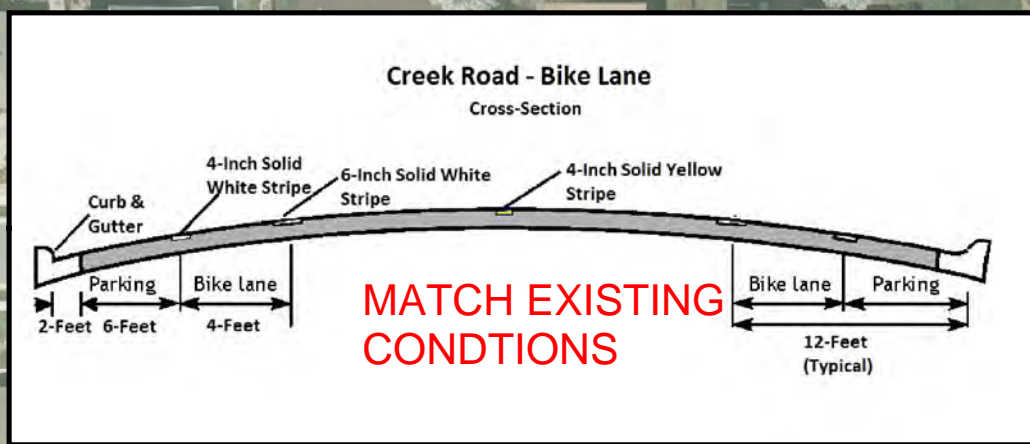 Creek Road - Bike Lane
Cross-Section
4-Inch Solid
White Stripe
6-Inch Solid White
Stripe
4-Inch Solid Yellow
Stripe
Curb &
Gutter
Parking
Bike lane
2-Feet
6-Feet
4-Feet
MATCH EXISTING
CONDTIONS
Bike lane
Parking
12-Feet
(Typical)